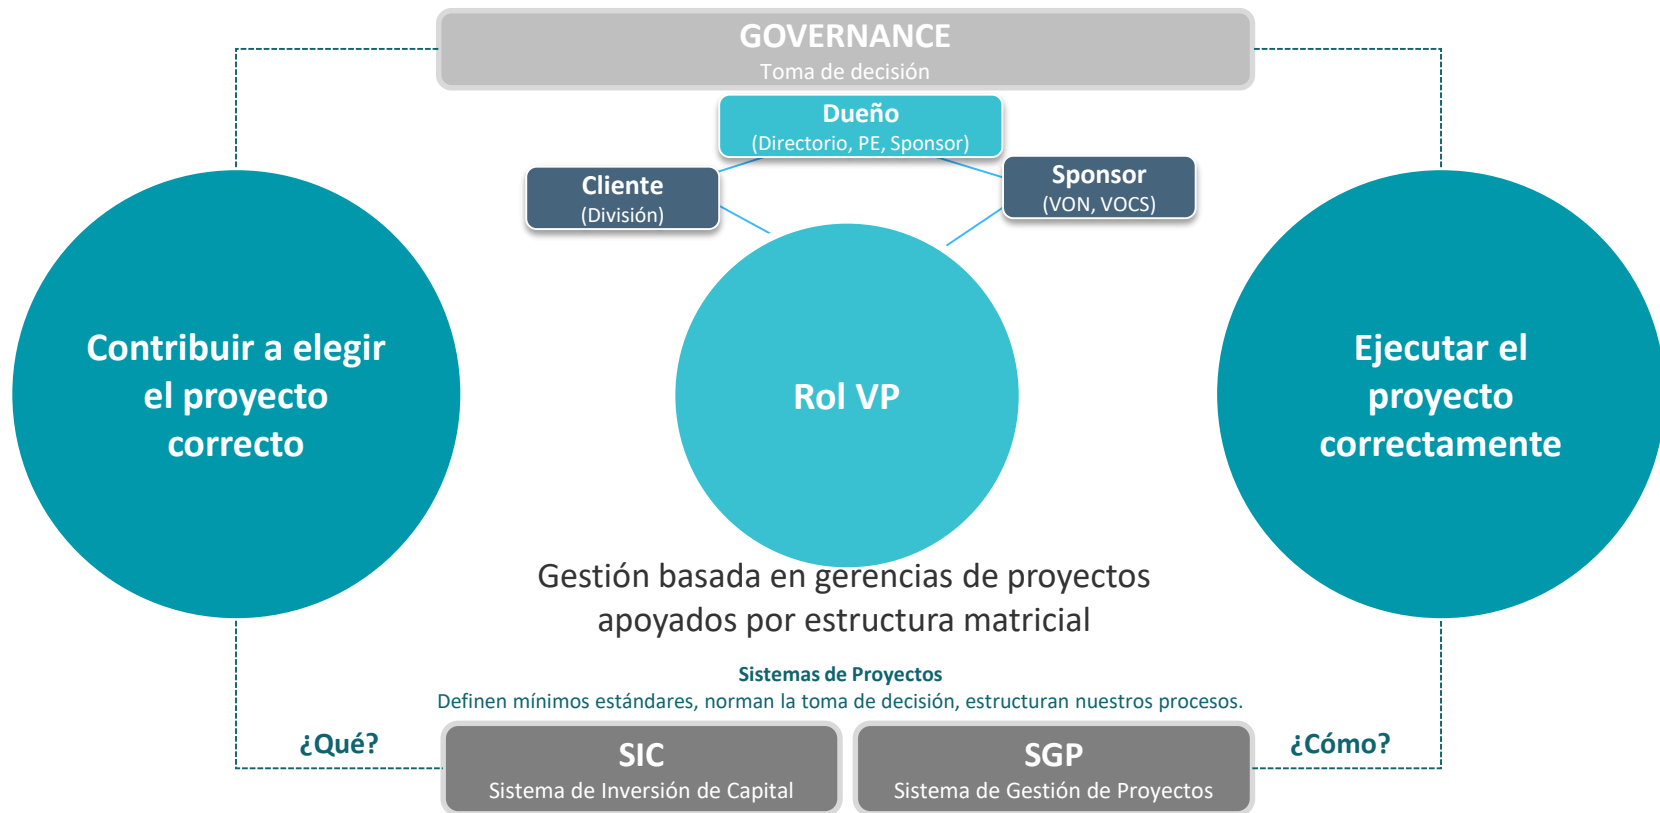 GOVERNANCE
Toma de decisión
Dueño
(Directorio, PE, Sponsor)
Cliente
(División)
Sponsor
(VON, VOCS)
Contribuir a elegir
el proyecto
correcto
Rol VP
Ejecutar el
proyecto
correctamente
Gestión basada en gerencias de proyectos
apoyados por estructura matricial
Sistemas de Proyectos
Definen mínimos estándares, norman la toma de decisión, estructuran nuestros procesos.
¿Qué?
SIC
Sistema de Inversión de Capital
SGP
Sistema de Gestión de Proyectos
¿Cómo?